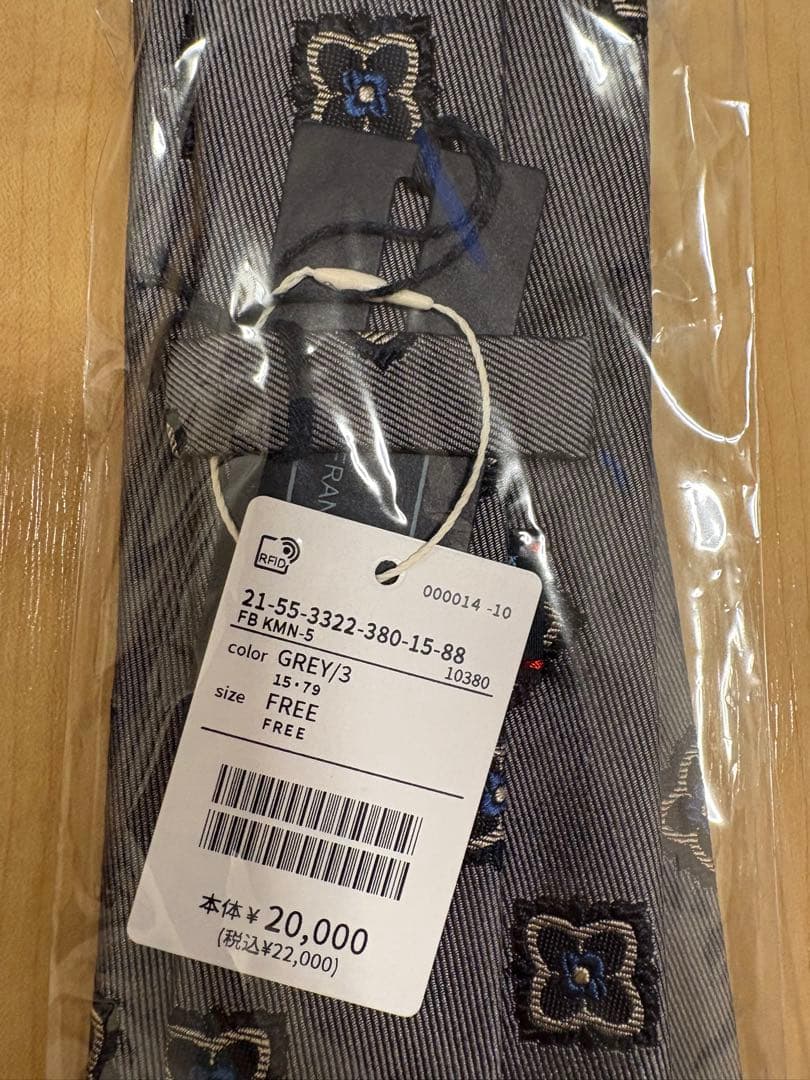 FRAN
RFID
000014 -10
21-55-3322-380-15-88
FB KMN-5
10380
color GREY/3
15・79
size FREE
FREE
本体¥20,000
(税込¥22,000)